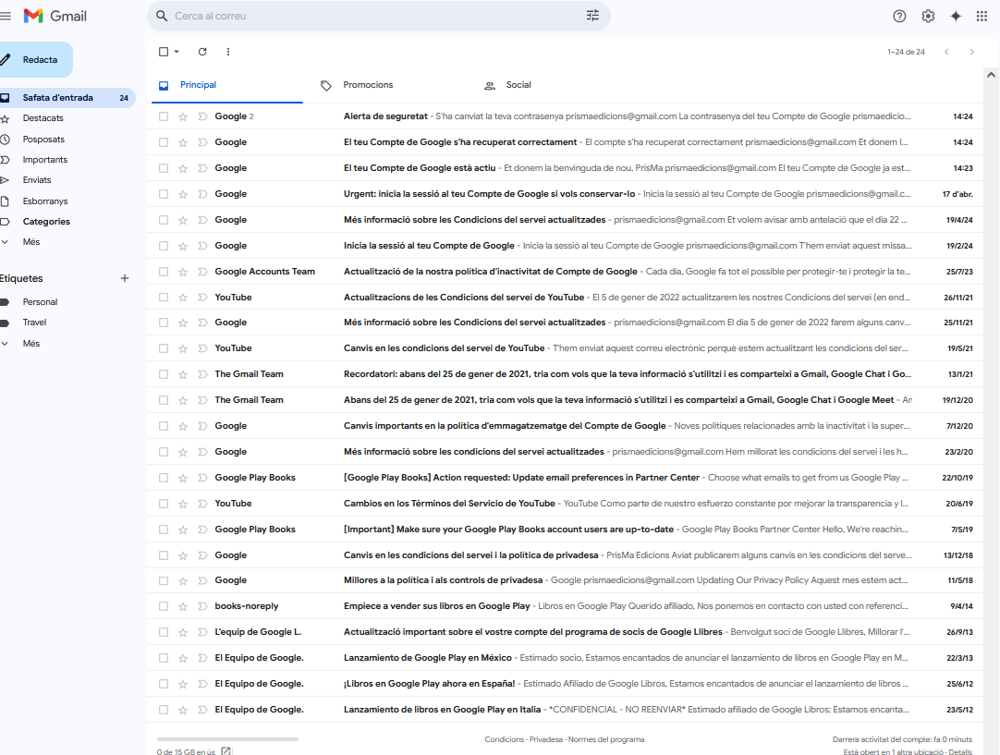 Gmail
Cerca al correu
Redacta
Safata d'entrada 24
Destacats
Posposats
Importants
Enviats
Esborranys
Categories
Més
Etiquetes
Personal
Travel
Més
1–24 de 24
Principal Promocions Social
Google 2 Alerta de seguretat - S'ha canviat la teva contrasenya prismaedicions@gmail.com La contrasenya del teu Compte de Google prismaedicio... 14:24
Google El teu Compte de Google s'ha recuperat correctament - El compte s'ha recuperat correctament prismaedicions@gmail.com Et donem l... 14:24
Google El teu Compte de Google està actiu - Et donem la benvinguda de nou, PrisMa prismaedicions@gmail.com El teu Compte de Google ja est... 14:23
Google Urgent: inicia la sessió al teu Compte de Google si vols conservar-lo - Inicia la sessió al teu Compte de Google prismaedicions@gmail.c... 17 d'abr.
Google Més informació sobre les Condicions del servei actualitzades - prismaedicions@gmail.com Et volem avisar amb antelació que el dia 22 ... 19/4/24
Google Inicia la sessió al teu Compte de Google - Inicia la sessió al teu Compte de Google prismaedicions@gmail.com T'hem enviat aquest missa... 19/2/24
Google Accounts Team Actualització de la nostra política d'inactivitat de Compte de Google - Cada dia, Google fa tot el possible per protegir-te i protegir la te... 25/7/23
YouTube Actualitzacions de les Condicions del servei de YouTube - El 5 de gener de 2022 actualitzarem les nostres Condicions del servei (en end... 26/11/21
Google Més informació sobre les Condicions del servei actualitzades - prismaedicions@gmail.com El dia 5 de gener de 2022 farem alguns canv... 25/11/21
YouTube Canvis en les condicions del servei de YouTube - T'hem enviat aquest correu electrònic perquè estem actualitzant les condicions del ser... 19/5/21
The Gmail Team Recordatori: abans del 25 de gener de 2021, tria com vols que la teva informació s'utilitzi i es comparteixi a Gmail, Google Chat i Go... 13/1/21
The Gmail Team Abans del 25 de gener de 2021, tria com vols que la teva informació s'utilitzi i es comparteixi a Gmail, Google Chat i Google Meet - An 19/12/20
Google Canvis importants en la política d'emmagatzematge del Compte de Google - Noves polítiques relacionades amb la inactivitat i la super... 7/12/20
Google Més informació sobre les condicions del servei actualitzades - prismaedicions@gmail.com Hem millorat les condicions del servei i les h... 23/2/20
Google Play Books [Google Play Books] Action requested: Update email preferences in Partner Center - Choose what emails to get from us Google Play ... 22/10/19
YouTube Cambios en los Términos del Servicio de YouTube - YouTube Como parte de nuestro esfuerzo constante por mejorar la transparencia y l... 20/6/19
Google Play Books [Important] Make sure your Google Play Books account users are up-to-date - Google Play Books Partner Center Hello, We're reachin... 7/5/19
Google Canvis en les condicions del servei i la política de privadesa - PrisMa Edicions Aviat publicarem alguns canvis en les condicions del serve... 13/12/18
Google Millores a la política i als controls de privadesa - Google prismaedicions@gmail.com Updating Our Privacy Policy Aquest mes estem act... 11/5/18
books-noreply Empiece a vender sus libros en Google Play - Libros en Google Play Querido afiliado, Nos ponemos en contacto con usted con referenci... 9/4/14
L'equip de Google L. Actualització important sobre el vostre compte del programa de socis de Google Llibres - Benvolgut soci de Google Llibres, Millorar l'... 26/9/13
El Equipo de Google. Lanzamiento de Google Play en México - Estimado socio, Estamos encantados de anunciar el lanzamiento de libros en Google Play en M... 22/3/13
El Equipo de Google. ¡Libros en Google Play ahora en España! - Estimado Afiliado de Google Libros, Estamos encantados de anunciar el lanzamiento de libros ... 25/6/12
El Equipo de Google. Lanzamiento de libros en Google Play en Italia - *CONFIDENCIAL - NO REENVIAR* Estimado afiliado de Google Libros: Estamos encanta... 23/5/12
0 de 15 GB en ús
Condicions · Privadesa · Normes del programa
Darrera activitat del compte: fa 0 minuts
Està obert en 1 altra ubicació · Detalls